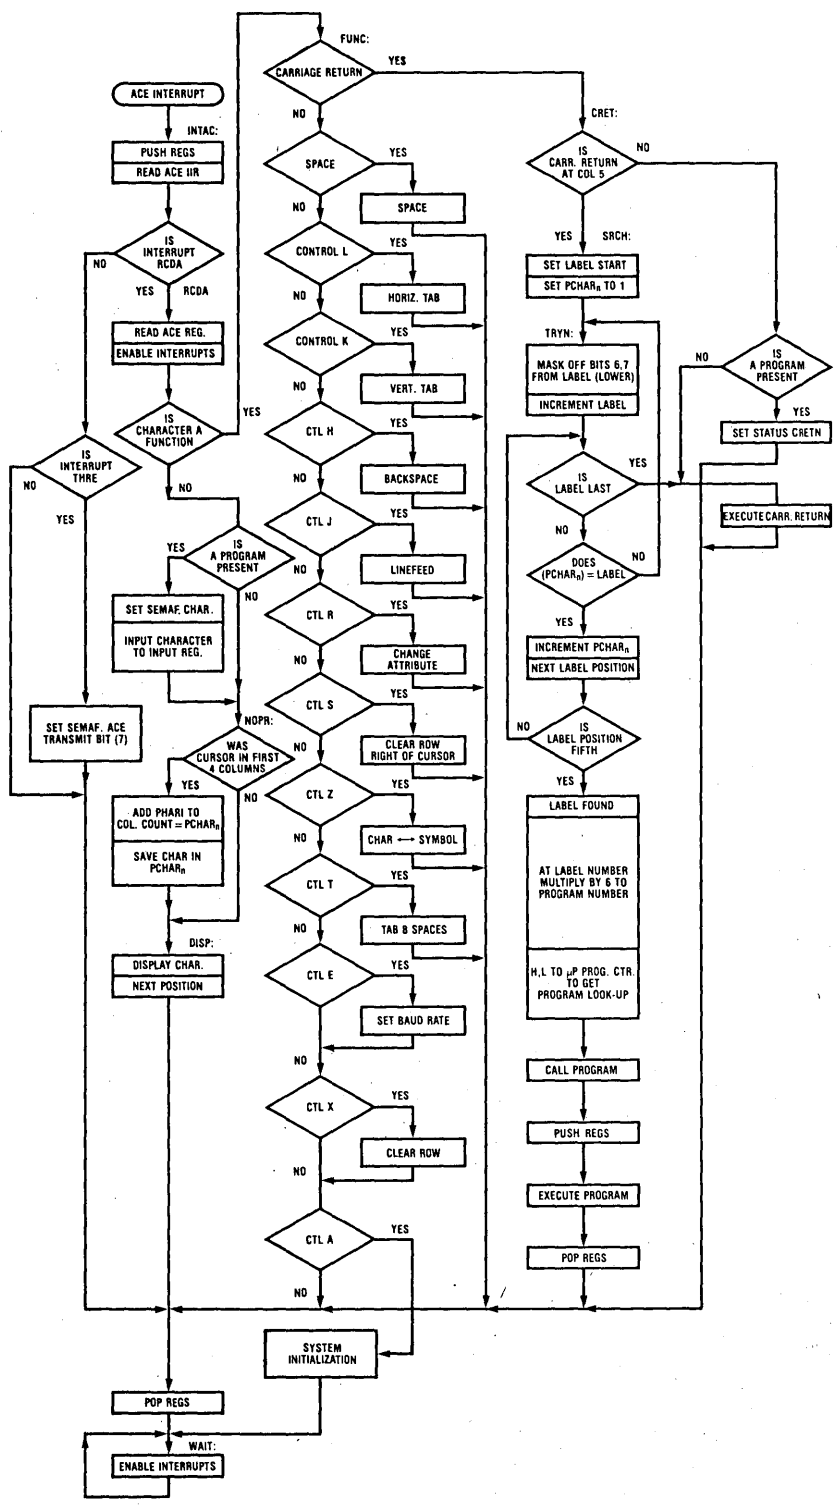 ACE INTERRUPT
INTAC:
PUSH REGS
READ ACE IIR
IS
INTERRUPT
RCDA
NO
YES
RCDA
READ ACE REG.
ENABLE INTERRUPTS
IS
CHARACTER A
FUNCTION
YES
NO
IS
INTERRUPT
THRE
NO
YES
IS
A PROGRAM
PRESENT
YES
NO
SET SEMAF. CHAR.
INPUT CHARACTER
TO INPUT REG.
SET SEMAF. ACE
TRANSMIT BIT (7)
NOPR:
WAS
CURSOR IN FIRST
4 COLUMNS
YES
NO
ADD PHARI TO
COL. COUNT = PCHARn
SAVE CHAR IN
PCHARn
DISP:
DISPLAY CHAR.
NEXT POSITION
POP REGS
WAIT:
ENABLE INTERRUPTS
FUNC:
CARRIAGE RETURN
YES
NO
SPACE
YES
SPACE
NO
CONTROL L
YES
HORIZ. TAB
NO
CONTROL K
YES
VERT. TAB
NO
CTL H
YES
BACKSPACE
NO
CTL J
YES
LINEFEED
NO
CTL R
YES
CHANGE
ATTRIBUTE
NO
CTL S
YES
CLEAR ROW
RIGHT OF CURSOR
NO
CTL Z
YES
CHAR ↔ SYMBOL
NO
CTL T
YES
TAB 8 SPACES
NO
CTL E
YES
SET BAUD RATE
NO
CTL X
YES
CLEAR ROW
NO
CTL A
YES
NO
SYSTEM
INITIALIZATION
CRET:
IS
CARR. RETURN
AT COL 5
NO
YES
SRCH:
SET LABEL START
SET PCHARn TO 1
TRYN:
MASK OFF BITS 6,7
FROM LABEL (LOWER)
INCREMENT LABEL
IS
LABEL LAST
YES
NO
DOES
(PCHARn) = LABEL
NO
YES
INCREMENT PCHARn
NEXT LABEL POSITION
IS
LABEL POSITION
FIFTH
NO
YES
LABEL FOUND
AT LABEL NUMBER
MULTIPLY BY 6 TO
PROGRAM NUMBER
H,L TO µP PROG. CTR.
TO GET
PROGRAM LOOK-UP
CALL PROGRAM
PUSH REGS
EXECUTE PROGRAM
POP REGS
IS
A PROGRAM
PRESENT
NO
YES
SET STATUS CRETN
EXECUTE CARR. RETURN